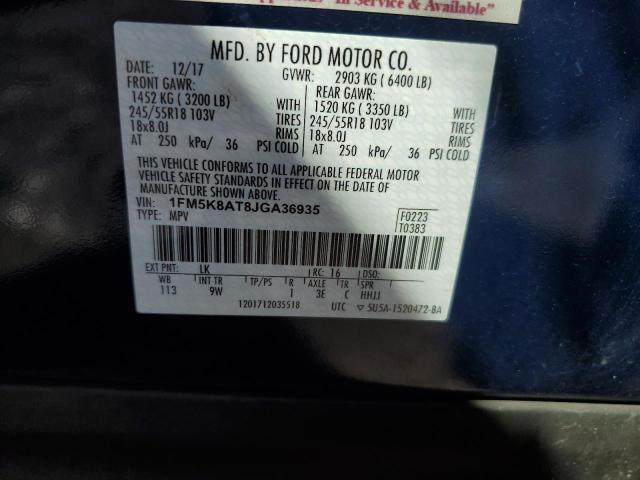 "In Service & Available"
MFD. BY FORD MOTOR CO.
12/17 GVWR: 2903 KG ( 6400 LB)
FRONT GAWR: REAR GAWR:
1452 KG ( 3200 LB) WITH 1520 KG ( 3350 LB) WITH
245/55R18 103V TIRES 245/55R18 103V TIRES
18x8.0J RIMS 18x8.0J RIMS
AT 250 kPa/ 36 PSI COLD AT 250 kPa/ 36 PSI COLD
THIS VEHICLE CONFORMS TO ALL APPLICABLE FEDERAL MOTOR
VEHICLE SAFETY STANDARDS IN EFFECT ON THE DATE OF
MANUFACTURE SHOWN ABOVE.
VIN: 1FM5K8AT8JGA36935
TYPE: MPV
F0223
T0383
EXT PNT: LK RC: 16 DSO:
WB INT TR TP/PS R AXLE TR SPR
113 9W 1 3E C HHJJ
1201712035518 UTC ▽ 5U5A-1520472-BA